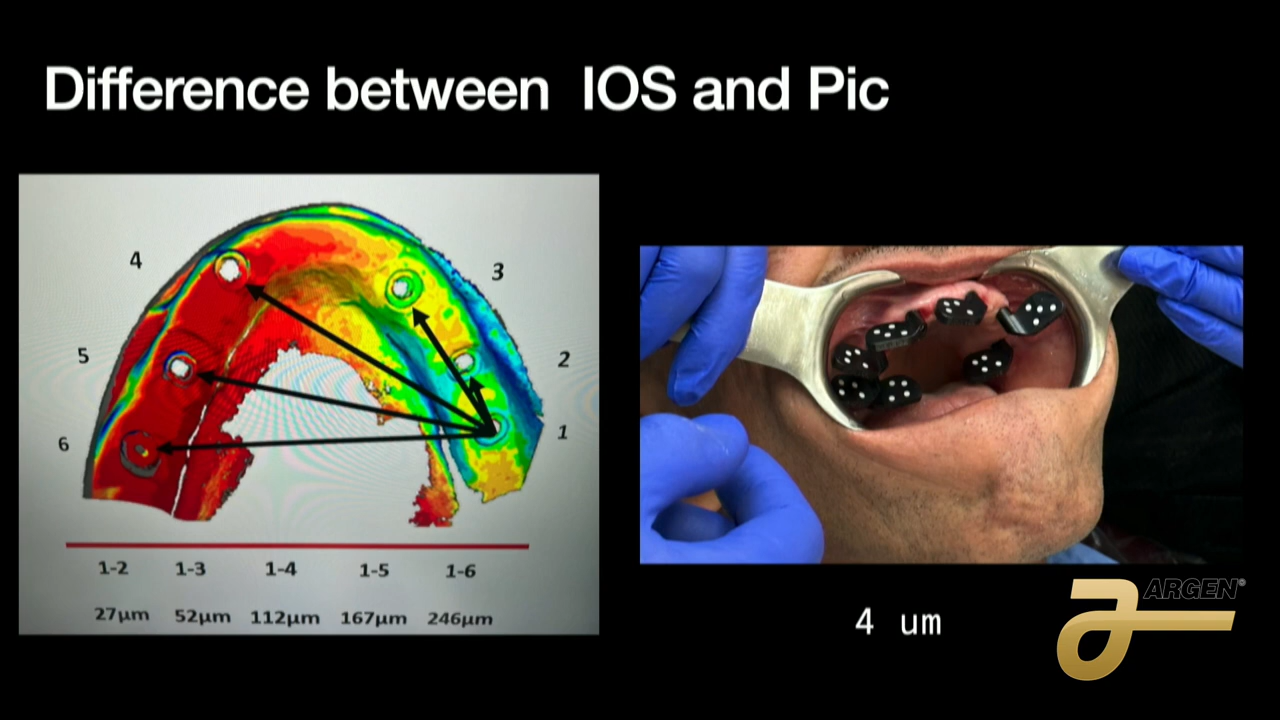 Difference between  IOS and Pic
4
3
5
2
6
1
1-2 1-3 1-4 1-5 1-6
27µm 52µm 112µm 167µm 246µm
4 um
ARGEN®